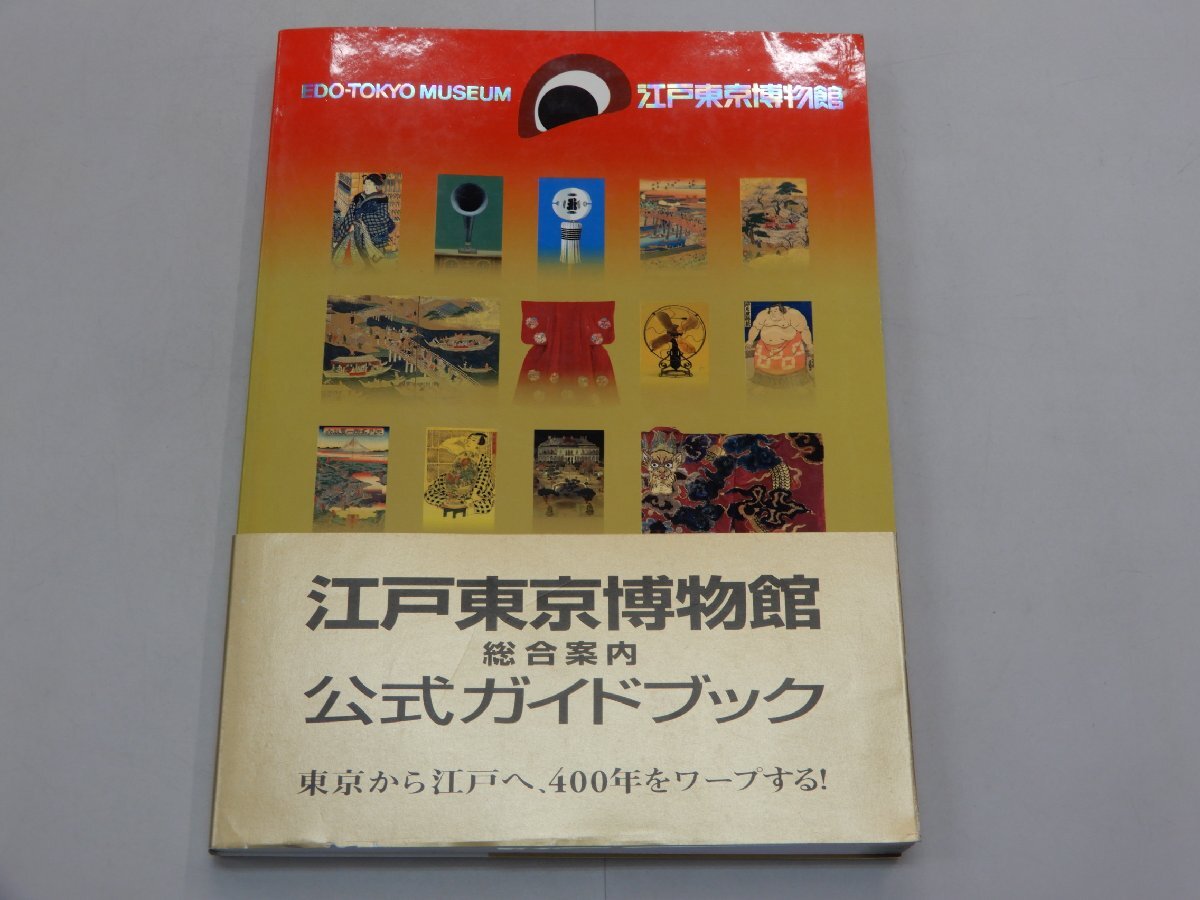 EDO-TOKYO MUSEUM 江戸東京博物館
江戸東京博物館
総合案内
公式ガイドブック
東京から江戸へ、400年をワープする!